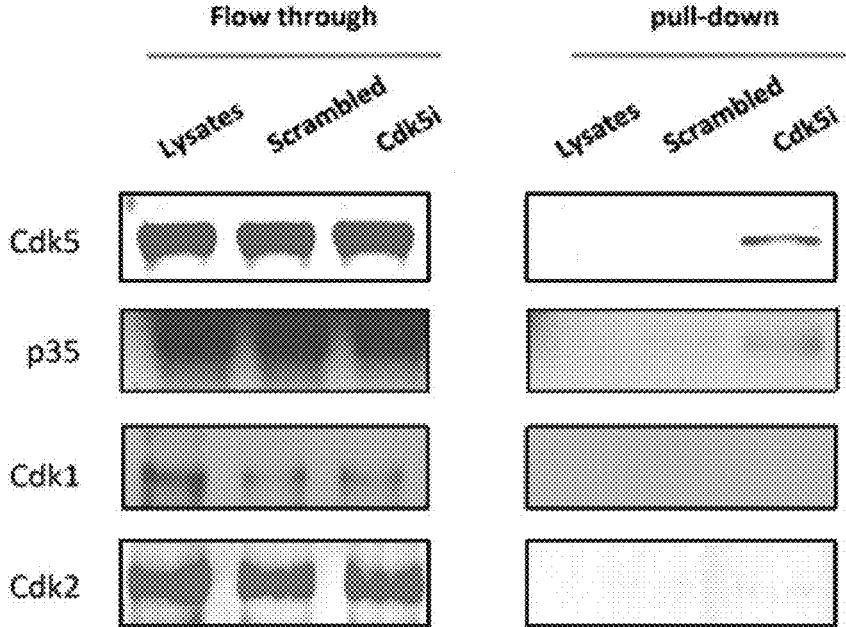 Flow through pull-down
Lysates Scrambled Cdk5i Lysates Scrambled Cdk5i
Cdk5
p35
Cdk1
Cdk2